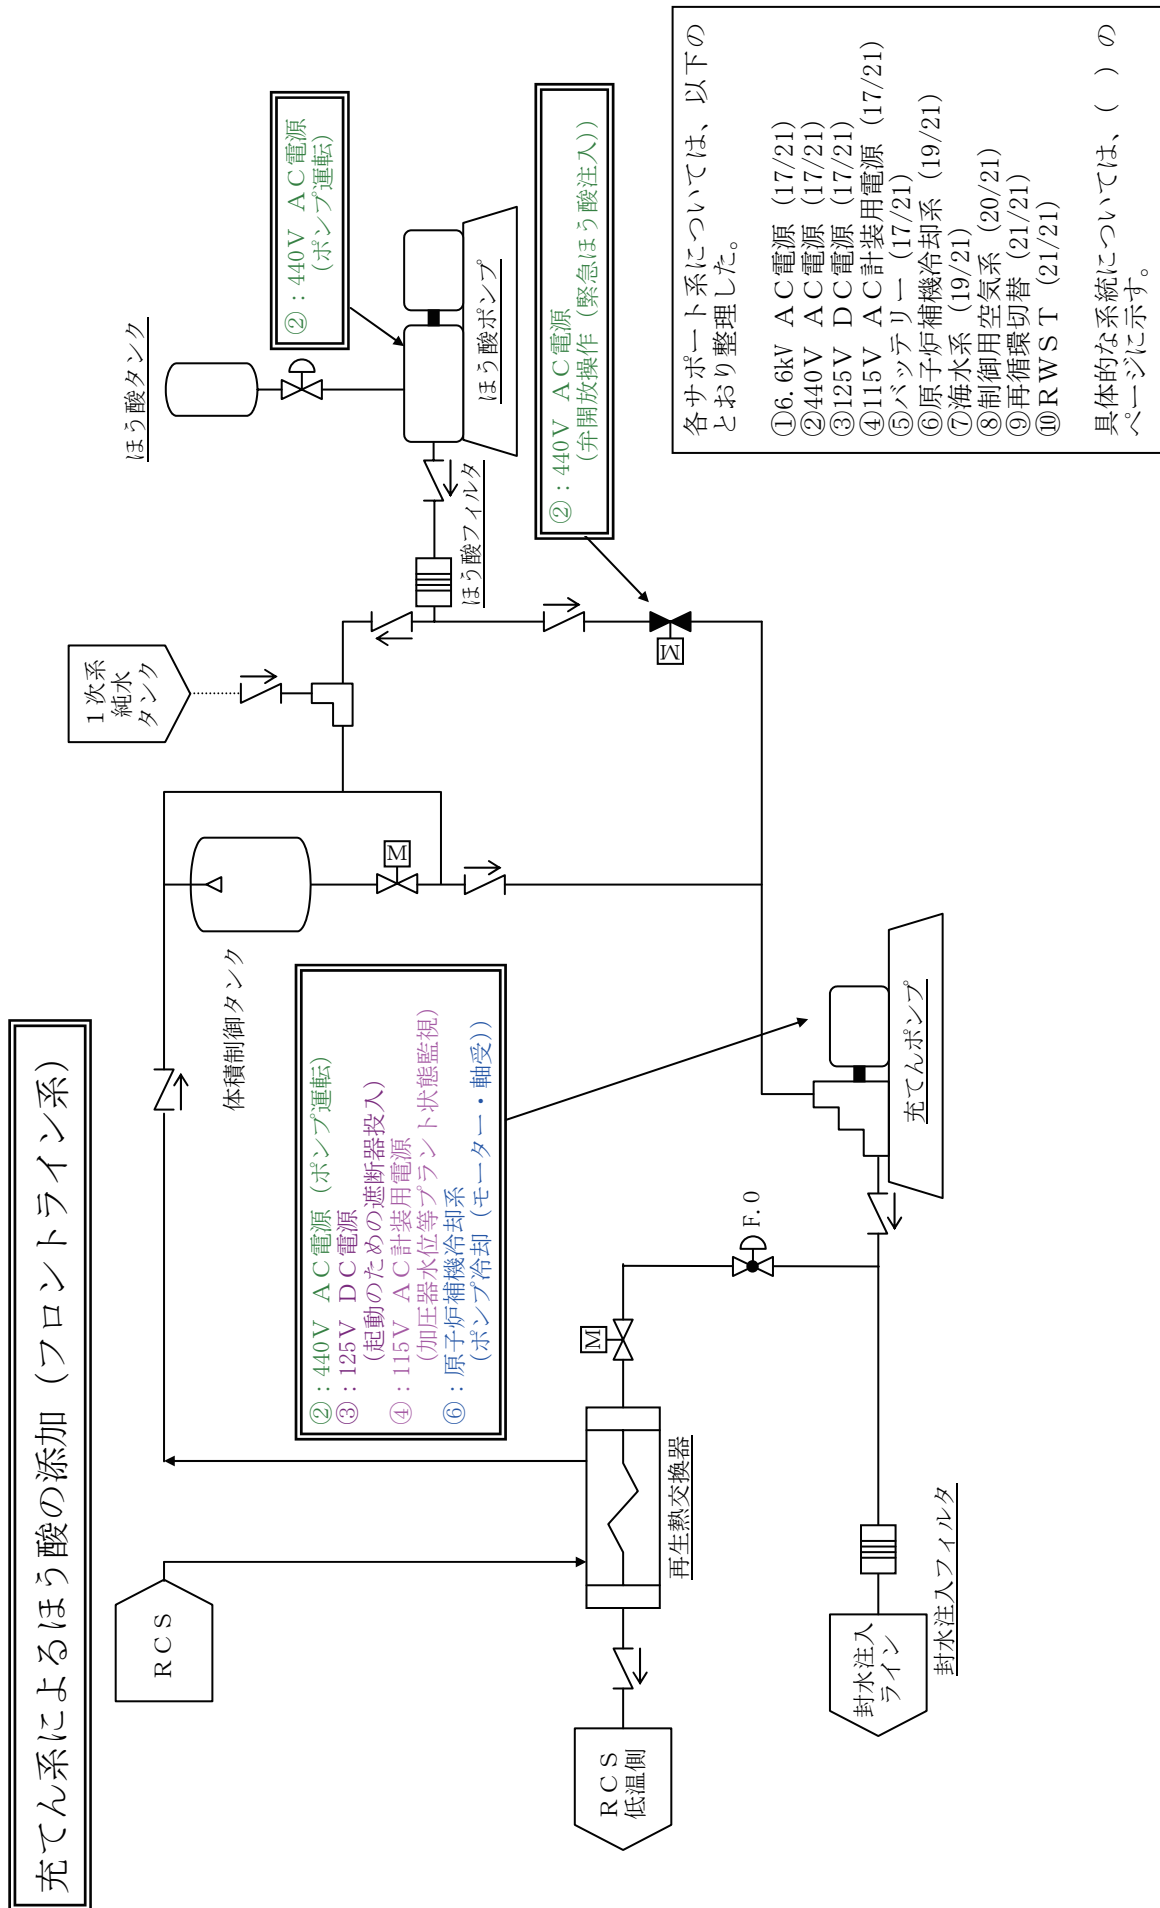 充てん系によるほう酸の添加（フロントライン系）
RCS
RCS
低温側
再生熱交換器
M
F.O
封水注入
ライン
封水注入フィルタ
体積制御タンク
M
②：440V AC電源（ポンプ運転）
③：125V DC電源
（起動のための遮断器投入）
④：115V AC計装用電源
（加圧器水位等プラント状態監視）
⑥：原子炉補機冷却系
（ポンプ冷却（モーター・軸受））
充てんポンプ
１次系
純水
タンク
ほう酸タンク
②：440V AC電源
（ポンプ運転）
ほう酸ポンプ
ほう酸フィルタ
②：440V AC電源
（弁開放操作（緊急ほう酸注入））
M
各サポート系については、以下の
とおり整理した。
①6.6kV AC電源（17/21）
②440V AC電源（17/21）
③125V DC電源（17/21）
④115V AC計装用電源（17/21）
⑤バッテリー（17/21）
⑥原子炉補機冷却系（19/21）
⑦海水系（19/21）
⑧制御用空気系（20/21）
⑨再循環切替（21/21）
⑩RWST（21/21）
具体的な系統については、（ ）の
ページに示す。